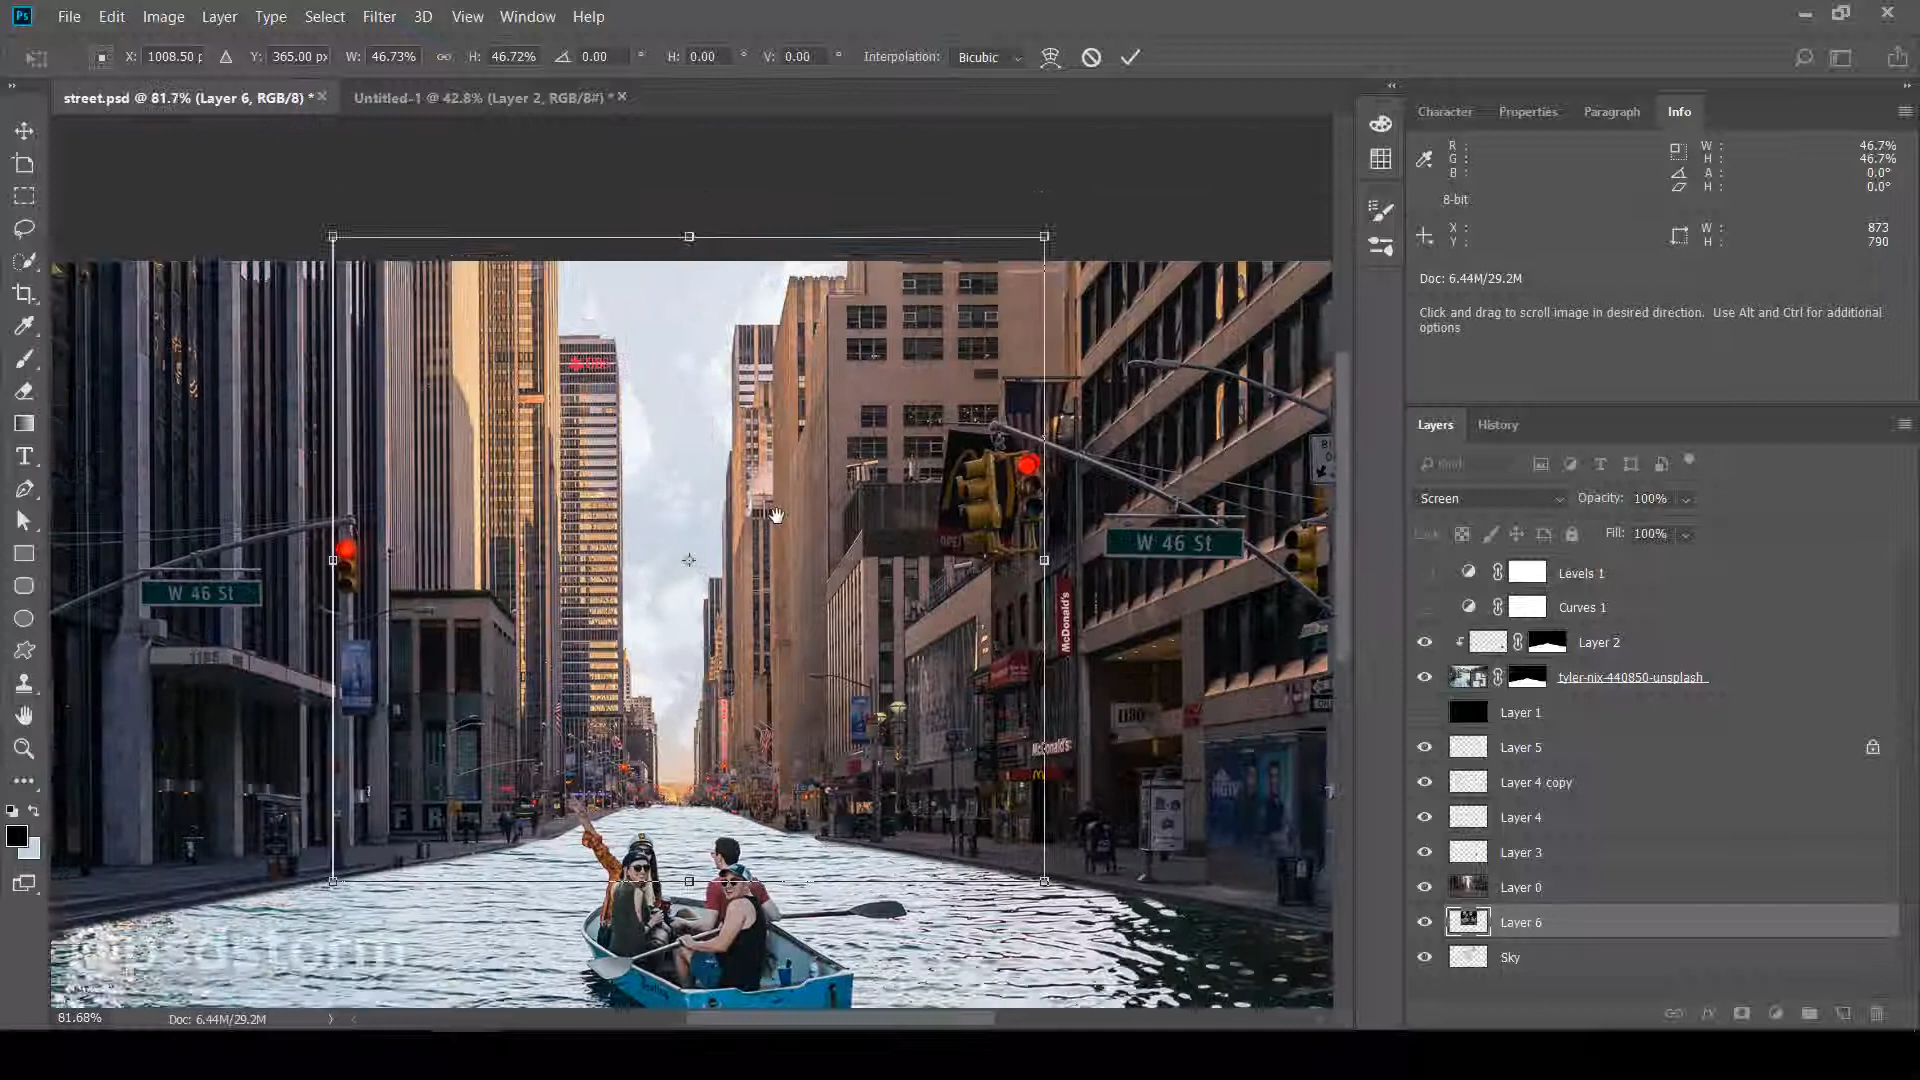 Ps File Edit Image Layer Type Select Filter 3D View Window Help
X: 1008.50 p Y: 365.00 px W: 46.73% H: 46.72% 0.00 ° H: 0.00 ° V: 0.00 ° Interpolation: Bicubic
street.psd @ 81.7% (Layer 6, RGB/8) * Untitled-1 @ 42.8% (Layer 2, RGB/8#) *
Character Properties Paragraph Info
R :
G :
B :
8-bit
W : 46.7%
H : 46.7%
A : 0.0°
H : 0.0°
X :
Y :
W : 873
H : 790
Doc: 6.44M/29.2M
Click and drag to scroll image in desired direction. Use Alt and Ctrl for additional
options
Layers History
Kind
Screen Opacity: 100%
Lock: Fill: 100%
Levels 1
Curves 1
Layer 2
tyler-nix-440850-unsplash
Layer 1
Layer 5
Layer 4 copy
Layer 4
Layer 3
Layer 0
Layer 6
Sky
W 46 St
W 46 St
McDonald's
McDonald's
1185
1180
OPEN
81.68% Doc: 6.44M/29.2M